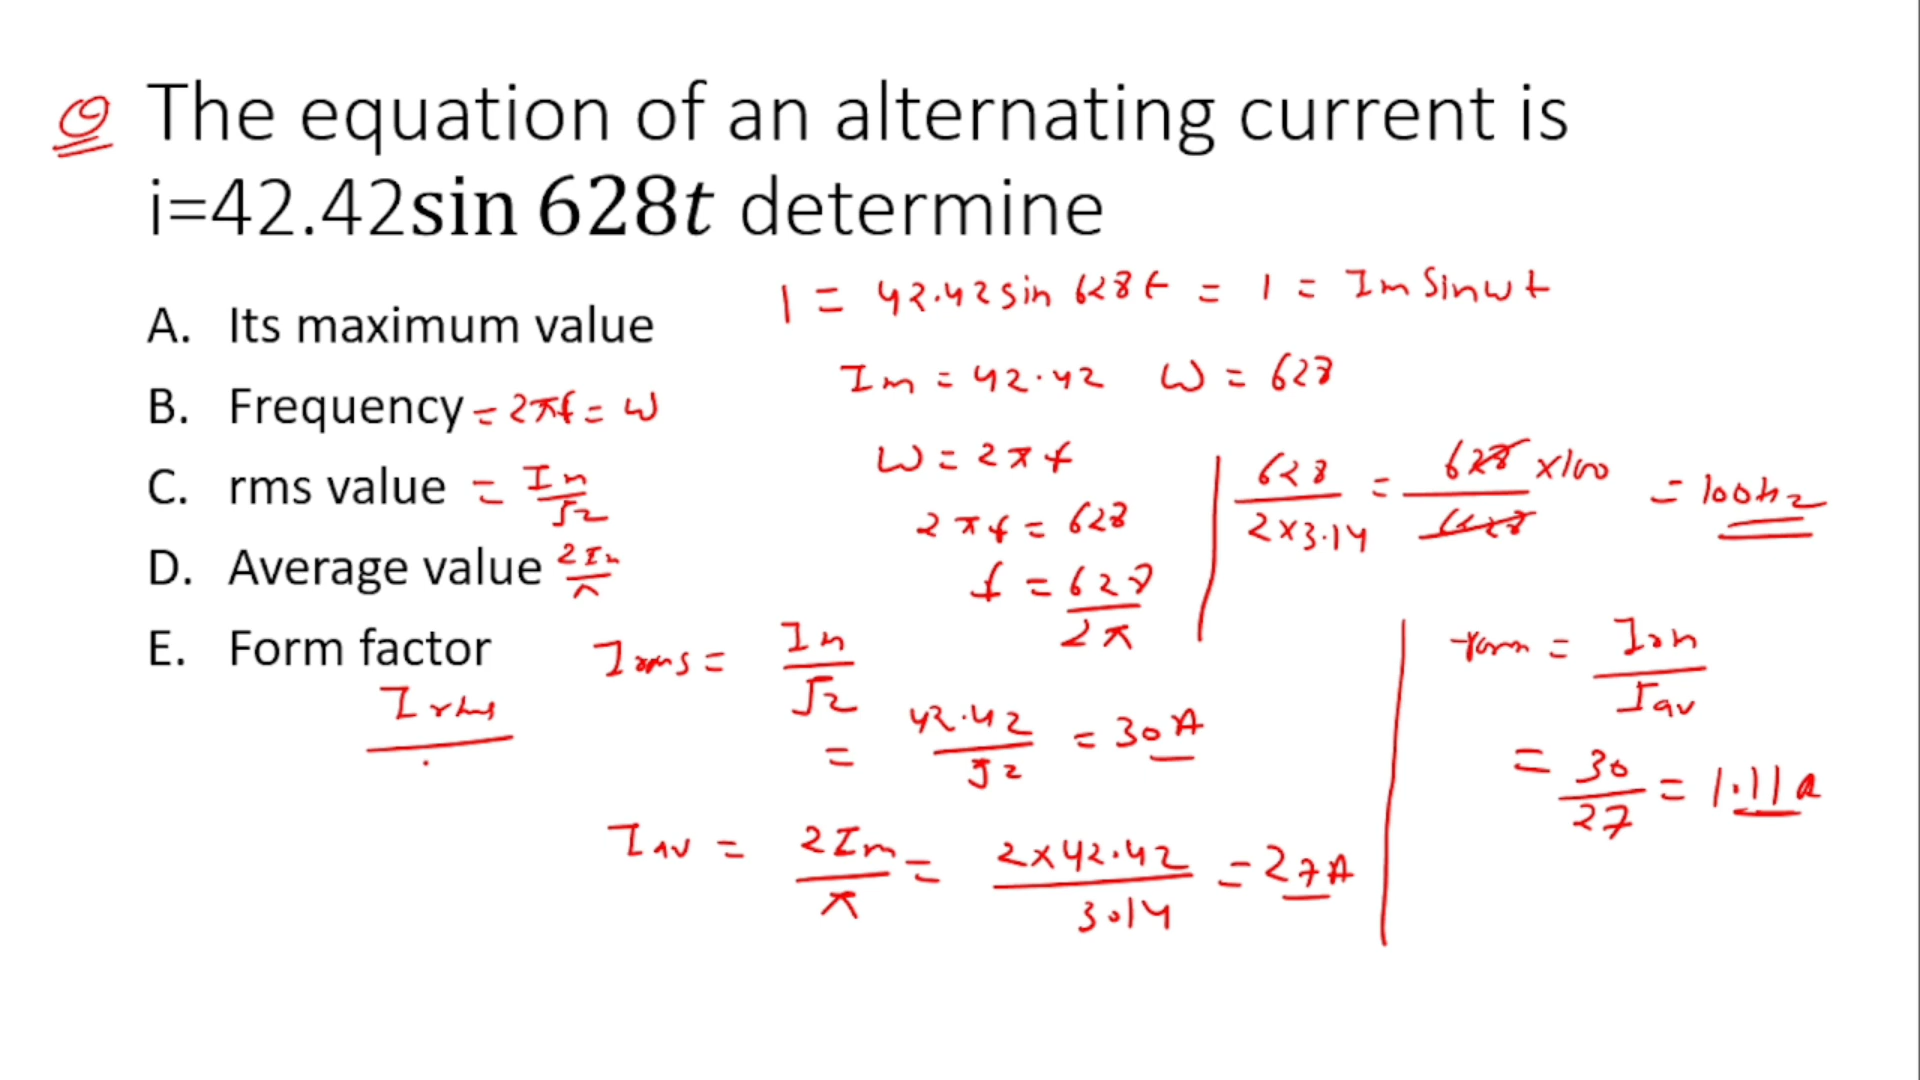 Q The equation of an alternating current is
i=42.42sin 628t determine
A. Its maximum value
B. Frequency = 2πf = W
C. rms value = Im/√2
D. Average value 2Im/π
E. Form factor
Irms
I = 42.42 sin 628t = I = Im Sin wt
Im = 42.42 W = 628
W = 2πf
2πf = 628
f = 628/2π
628/2×3.14 = 628×100/628 = 100Hz
Irms = Im/√2
= 42.42/√2 = 30A
Iav = 2Im/π = 2×42.42/3.14 = 27A
= 30/27 = 1.11